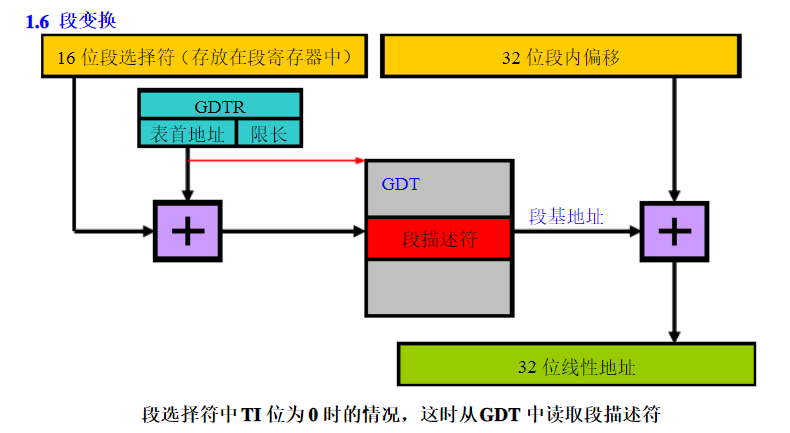 1.6 段变换
16 位段选择符（存放在段寄存器中）
32 位段内偏移
GDTR
表首地址 限长
GDT
段描述符
段基地址
32 位线性地址
段选择符中 TI 位为 0 时的情况，这时从GDT 中读取段描述符